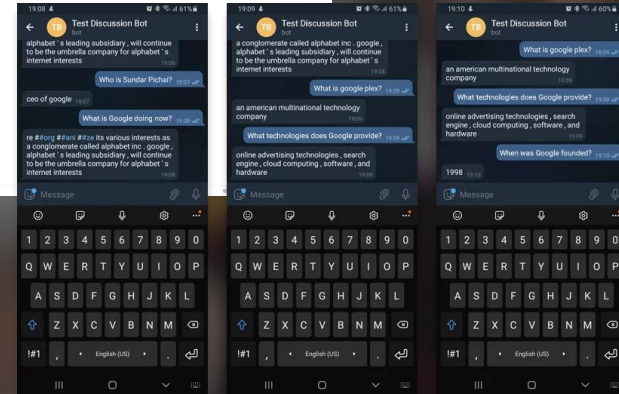 19:08
61%
TB
Test Discussion Bot
bot
alphabet ' s leading subsidiary , will continue
to be the umbrella company for alphabet ' s
internet interests
19:06
Who is Sundar Pichai?
19:07
ceo of google
19:07
What is Google doing now?
19:08
re ##org ##ani ##ze its various interests as
a conglomerate called alphabet inc . google ,
alphabet ' s leading subsidiary , will continue
to be the umbrella company for alphabet ' s
internet interests
19:08
Message
1 2 3 4 5 6 7 8 9 0
Q W E R T Y U I O P
A S D F G H J K L
Z X C V B N M
!#1 , English (US) .
19:09
61%
TB
Test Discussion Bot
bot
a conglomerate called alphabet inc . google ,
alphabet ' s leading subsidiary , will continue
to be the umbrella company for alphabet ' s
internet interests
19:08
What is google plex?
19:09
an american multinational technology
company
19:09
What technologies does Google provide?
19:09
online advertising technologies , search
engine , cloud computing , software , and
hardware
19:09
Message
1 2 3 4 5 6 7 8 9 0
Q W E R T Y U I O P
A S D F G H J K L
Z X C V B N M
!#1 , English (US) .
19:10
60%
TB
Test Discussion Bot
bot
What is google plex?
19:09
an american multinational technology
company
19:09
What technologies does Google provide?
19:09
online advertising technologies , search
engine , cloud computing , software , and
hardware
19:09
When was Google founded?
19:10
1998
19:10
Message
1 2 3 4 5 6 7 8 9 0
Q W E R T Y U I O P
A S D F G H J K L
Z X C V B N M
!#1 , English (US) .